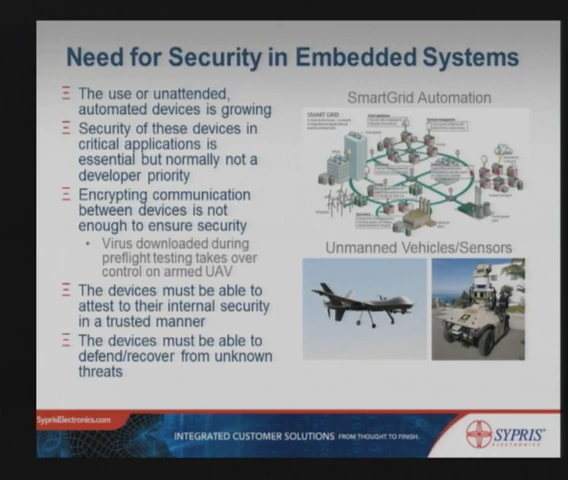 Need for Security in Embedded Systems
The use or unattended,
automated devices is growing
Security of these devices in
critical applications is
essential but normally not a
developer priority
Encrypting communication
between devices is not
enough to ensure security
• Virus downloaded during
preflight testing takes over
control on armed UAV
The devices must be able to
attest to their internal security
in a trusted manner
The devices must be able to
defend/recover from unknown
threats
SmartGrid Automation
SMART GRID
Unmanned Vehicles/Sensors
SyprisElectronics.com
INTEGRATED CUSTOMER SOLUTIONS FROM THOUGHT TO FINISH.
SYPRIS
ELECTRONICS